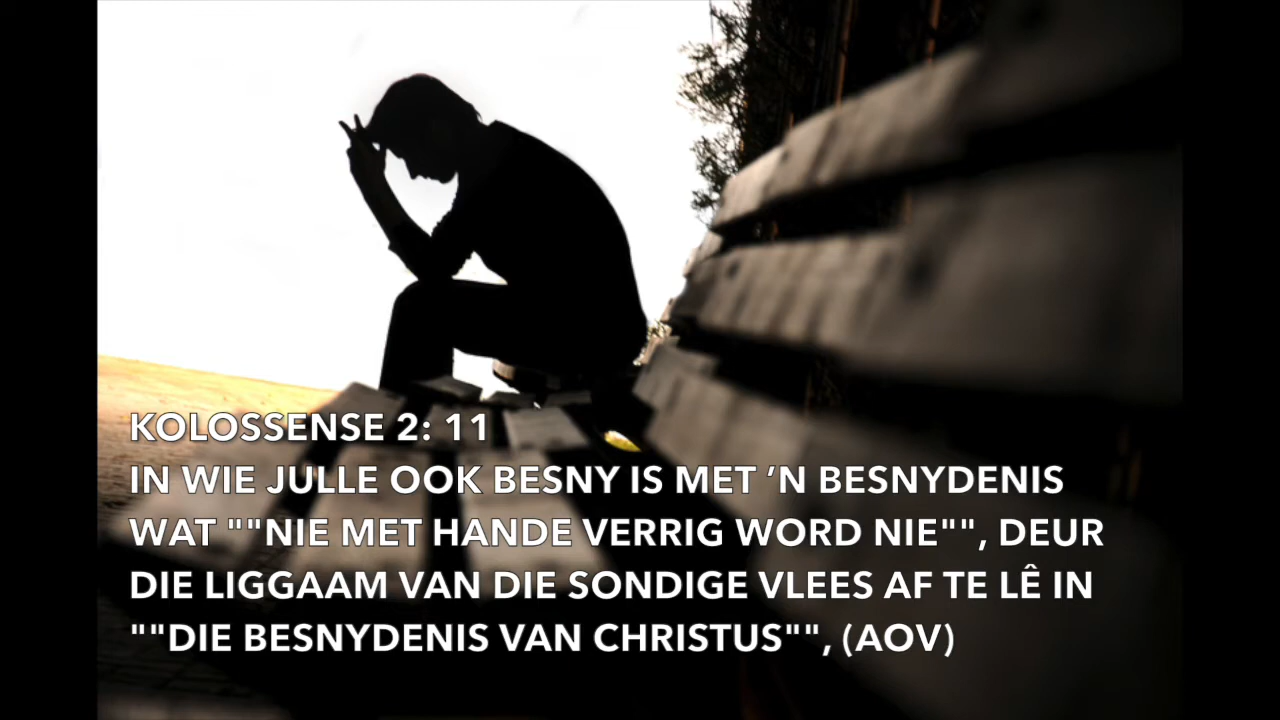 KOLOSSENSE 2: 11
IN WIE JULLE OOK BESNY IS MET ’N BESNYDENIS
WAT ""NIE MET HANDE VERRIG WORD NIE"", DEUR
DIE LIGGAAM VAN DIE SONDIGE VLEES AF TE LÊ IN
""DIE BESNYDENIS VAN CHRISTUS"", (AOV)